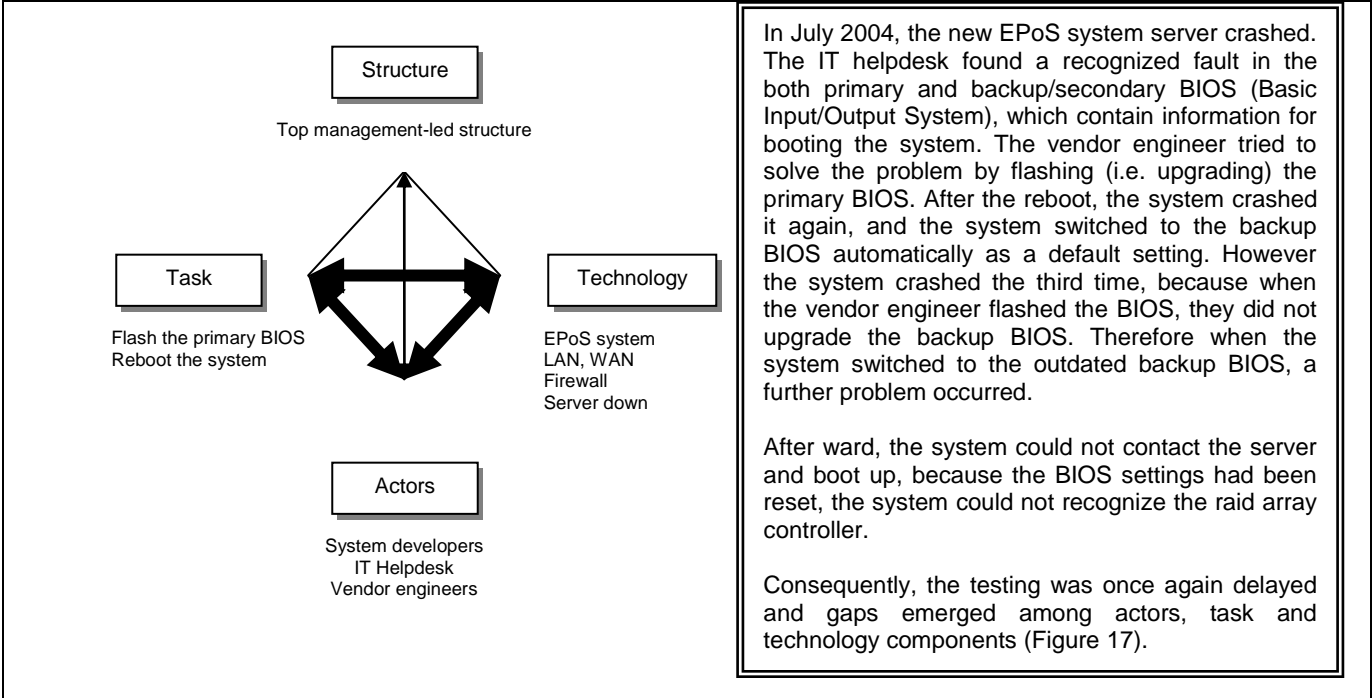 Structure
Top management-led structure
Task
Flash the primary BIOS
Reboot the system
Technology
EPoS system
LAN, WAN
Firewall
Server down
Actors
System developers
IT Helpdesk
Vendor engineers
In July 2004, the new EPoS system server crashed.
The IT helpdesk found a recognized fault in the
both primary and backup/secondary BIOS (Basic
Input/Output System), which contain information for
booting the system. The vendor engineer tried to
solve the problem by flashing (i.e. upgrading) the
primary BIOS. After the reboot, the system crashed
it again, and the system switched to the backup
BIOS automatically as a default setting. However
the system crashed the third time, because when
the vendor engineer flashed the BIOS, they did not
upgrade the backup BIOS. Therefore when the
system switched to the outdated backup BIOS, a
further problem occurred.
After ward, the system could not contact the server
and boot up, because the BIOS settings had been
reset, the system could not recognize the raid array
controller.
Consequently, the testing was once again delayed
and gaps emerged among actors, task and
technology components (Figure 17).